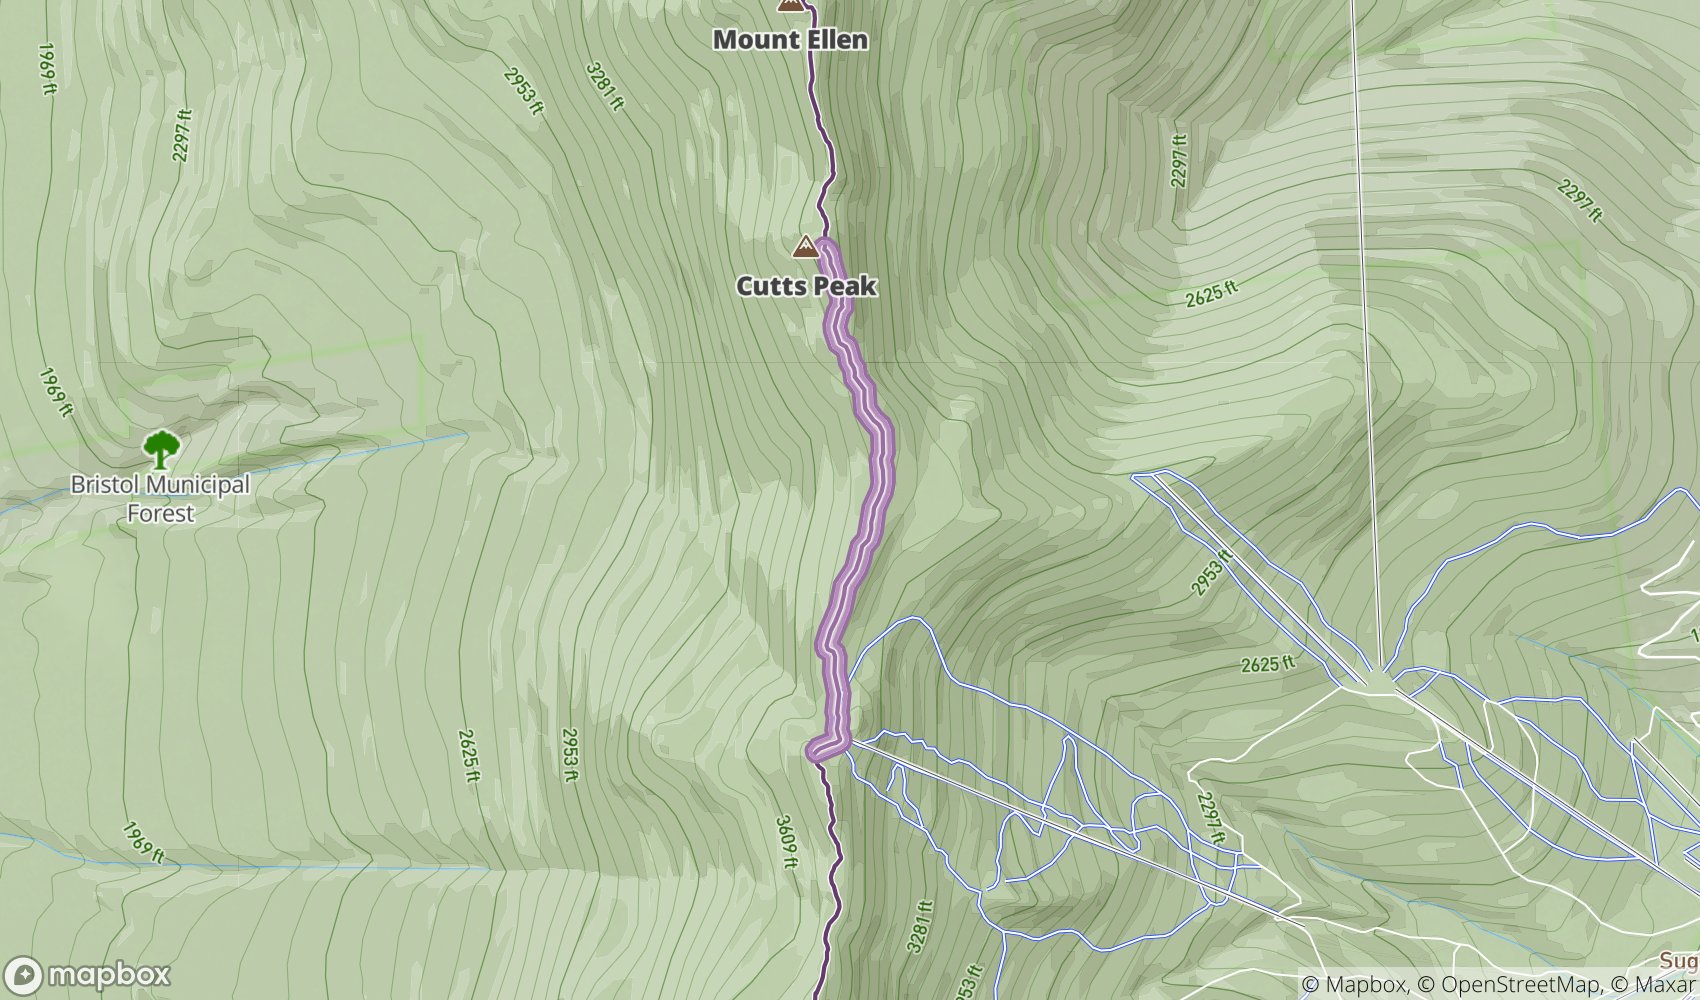 Mount Ellen
1969 ft
2953 ft
3281 ft
2297 ft
2297 ft
2297 ft
Cutts Peak
2625 ft
1969 ft
Bristol Municipal
Forest
2953 ft
2625 ft
2625 ft
2953 ft
2297 ft
3609 ft
1969 ft
3281 ft
Sug
mapbox
© Mapbox, © OpenStreetMap, © Maxar